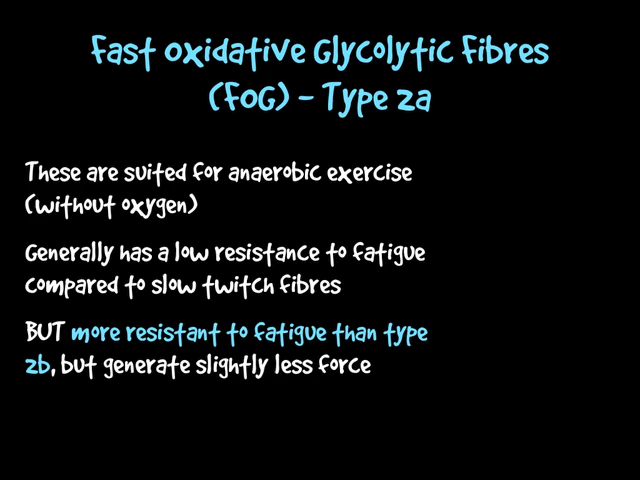 Fast Oxidative Glycolytic Fibres
(FOG) - Type 2a
These are suited for anaerobic exercise
(without oxygen)
Generally has a low resistance to fatigue
compared to slow twitch fibres
BUT more resistant to fatigue than type
2b, but generate slightly less force